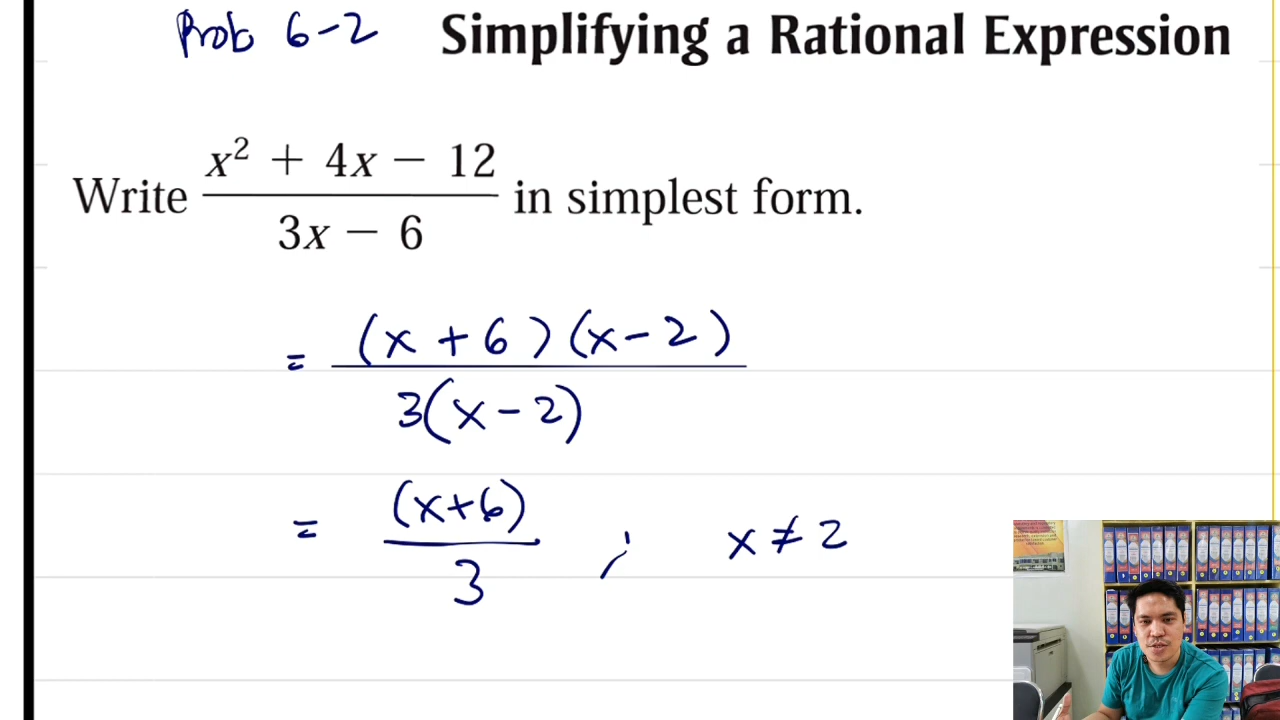 Prob 6-2 Simplifying a Rational Expression
Write (x² + 4x − 12)/(3x − 6) in simplest form.
= (x + 6)(x − 2)/3(x − 2)
= (x+6)/3 ; x ≠ 2